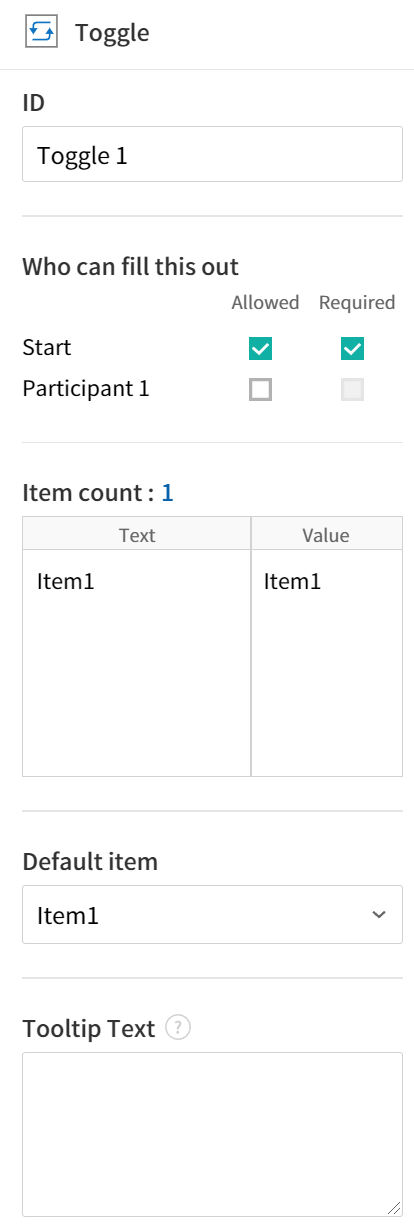 Toggle
ID
Toggle 1
Who can fill this out
Allowed Required
Start
Participant 1
Item count : 1
Text Value
Item1 Item1
Default item
Item1
Tooltip Text ?